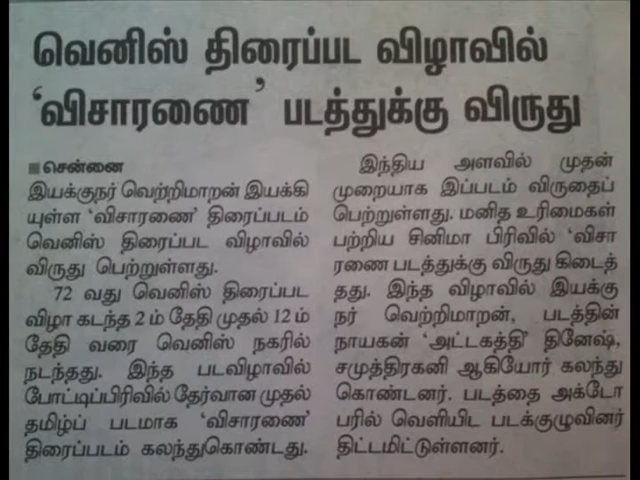 வெனிஸ் திரைப்பட விழாவில்
‘விசாரணை’ படத்துக்கு விருது
■ சென்னை
இயக்குநர் வெற்றிமாறன் இயக்கி
யுள்ள ‘விசாரணை’ திரைப்படம்
வெனிஸ் திரைப்பட விழாவில்
விருது பெற்றுள்ளது.
72 வது வெனிஸ் திரைப்பட
விழா கடந்த 2 ம் தேதி முதல் 12 ம்
தேதி வரை வெனிஸ் நகரில்
நடந்தது. இந்த படவிழாவில்
போட்டிப்பிரிவில் தேர்வான முதல்
தமிழ்ப் படமாக ‘விசாரணை’
திரைப்படம் கலந்துகொண்டது.
இந்திய அளவில் முதன்
முறையாக இப்படம் விருதைப்
பெற்றுள்ளது. மனித உரிமைகள்
பற்றிய சினிமா பிரிவில் ‘விசா
ரணை படத்துக்கு விருது கிடைத்
தது. இந்த விழாவில் இயக்கு
நர் வெற்றிமாறன், படத்தின்
நாயகன் ‘அட்டகத்தி’ தினேஷ்,
சமுத்திரகனி ஆகியோர் கலந்து
கொண்டனர். படத்தை அக்டோ
பரில் வெளியிட படக்குழுவினர்
திட்டமிட்டுள்ளனர்.